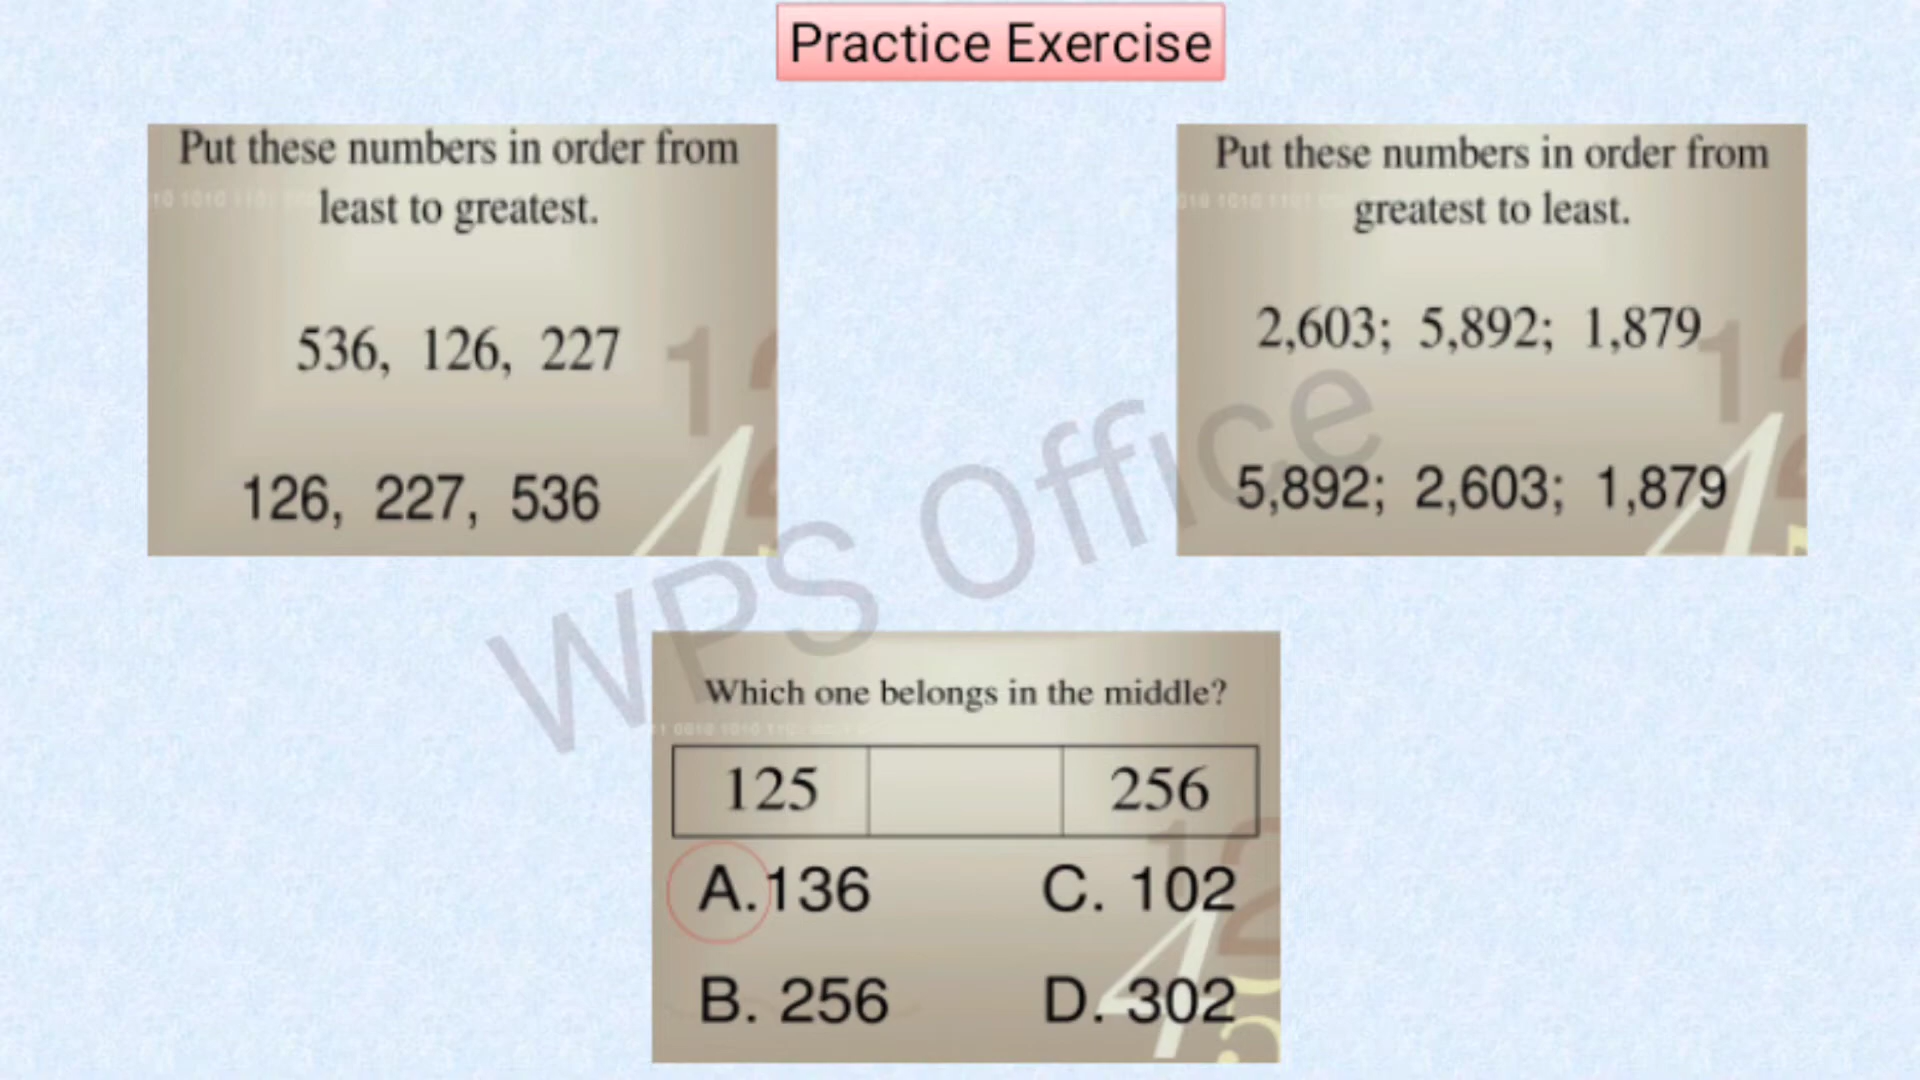 Practice Exercise
Put these numbers in order from
least to greatest.
536, 126, 227
126, 227, 536
Put these numbers in order from
greatest to least.
2,603; 5,892; 1,879
5,892; 2,603; 1,879
WPS Office
Which one belongs in the middle?
125 256
A.136 C. 102
B. 256 D. 302